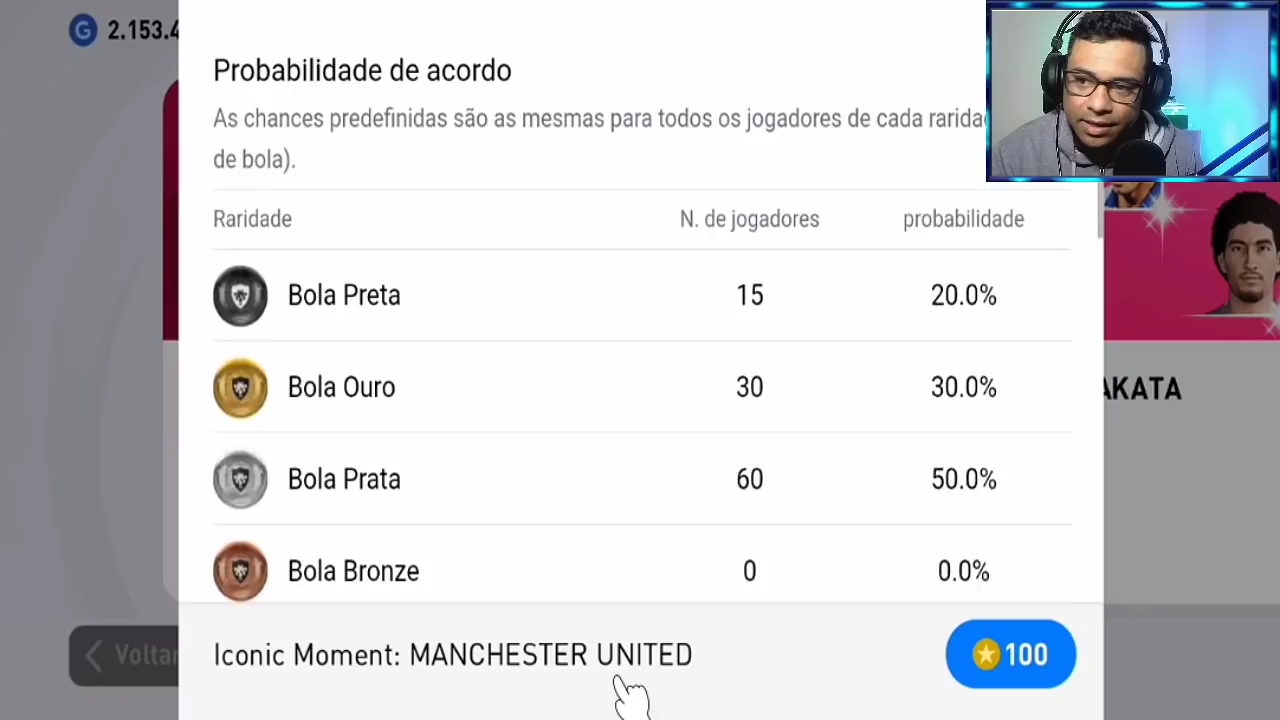 2.153.4
Probabilidade de acordo
As chances predefinidas são as mesmas para todos os jogadores de cada
de bola).
Raridade N. de jogadores probabilidade
Bola Preta 15 20.0%
Bola Ouro 30 30.0%
Bola Prata 60 50.0%
Bola Bronze 0 0.0%
AKATA
Voltar
Iconic Moment: MANCHESTER UNITED 100